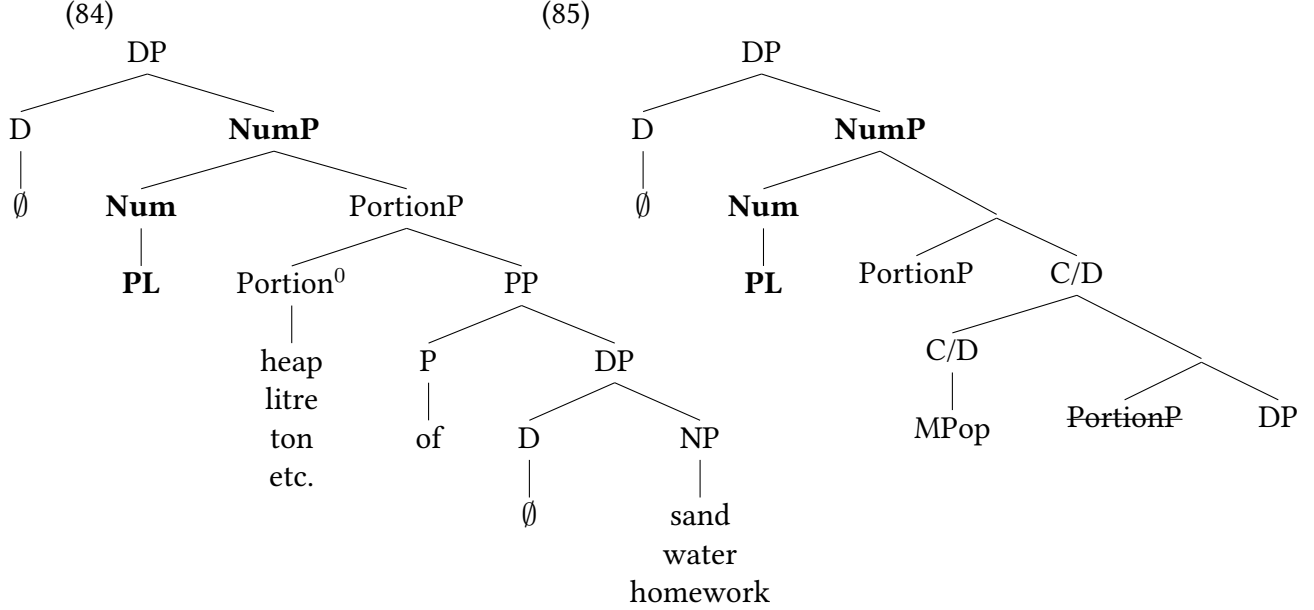 (84) (85)
DP DP
D NumP D NumP
∅ Num PortionP ∅ Num PortionP C/D
PL Portion⁰ PP PL
heap P DP C/D
litre MPop PortionP DP
ton of D NP
etc.
∅ sand
water
homework